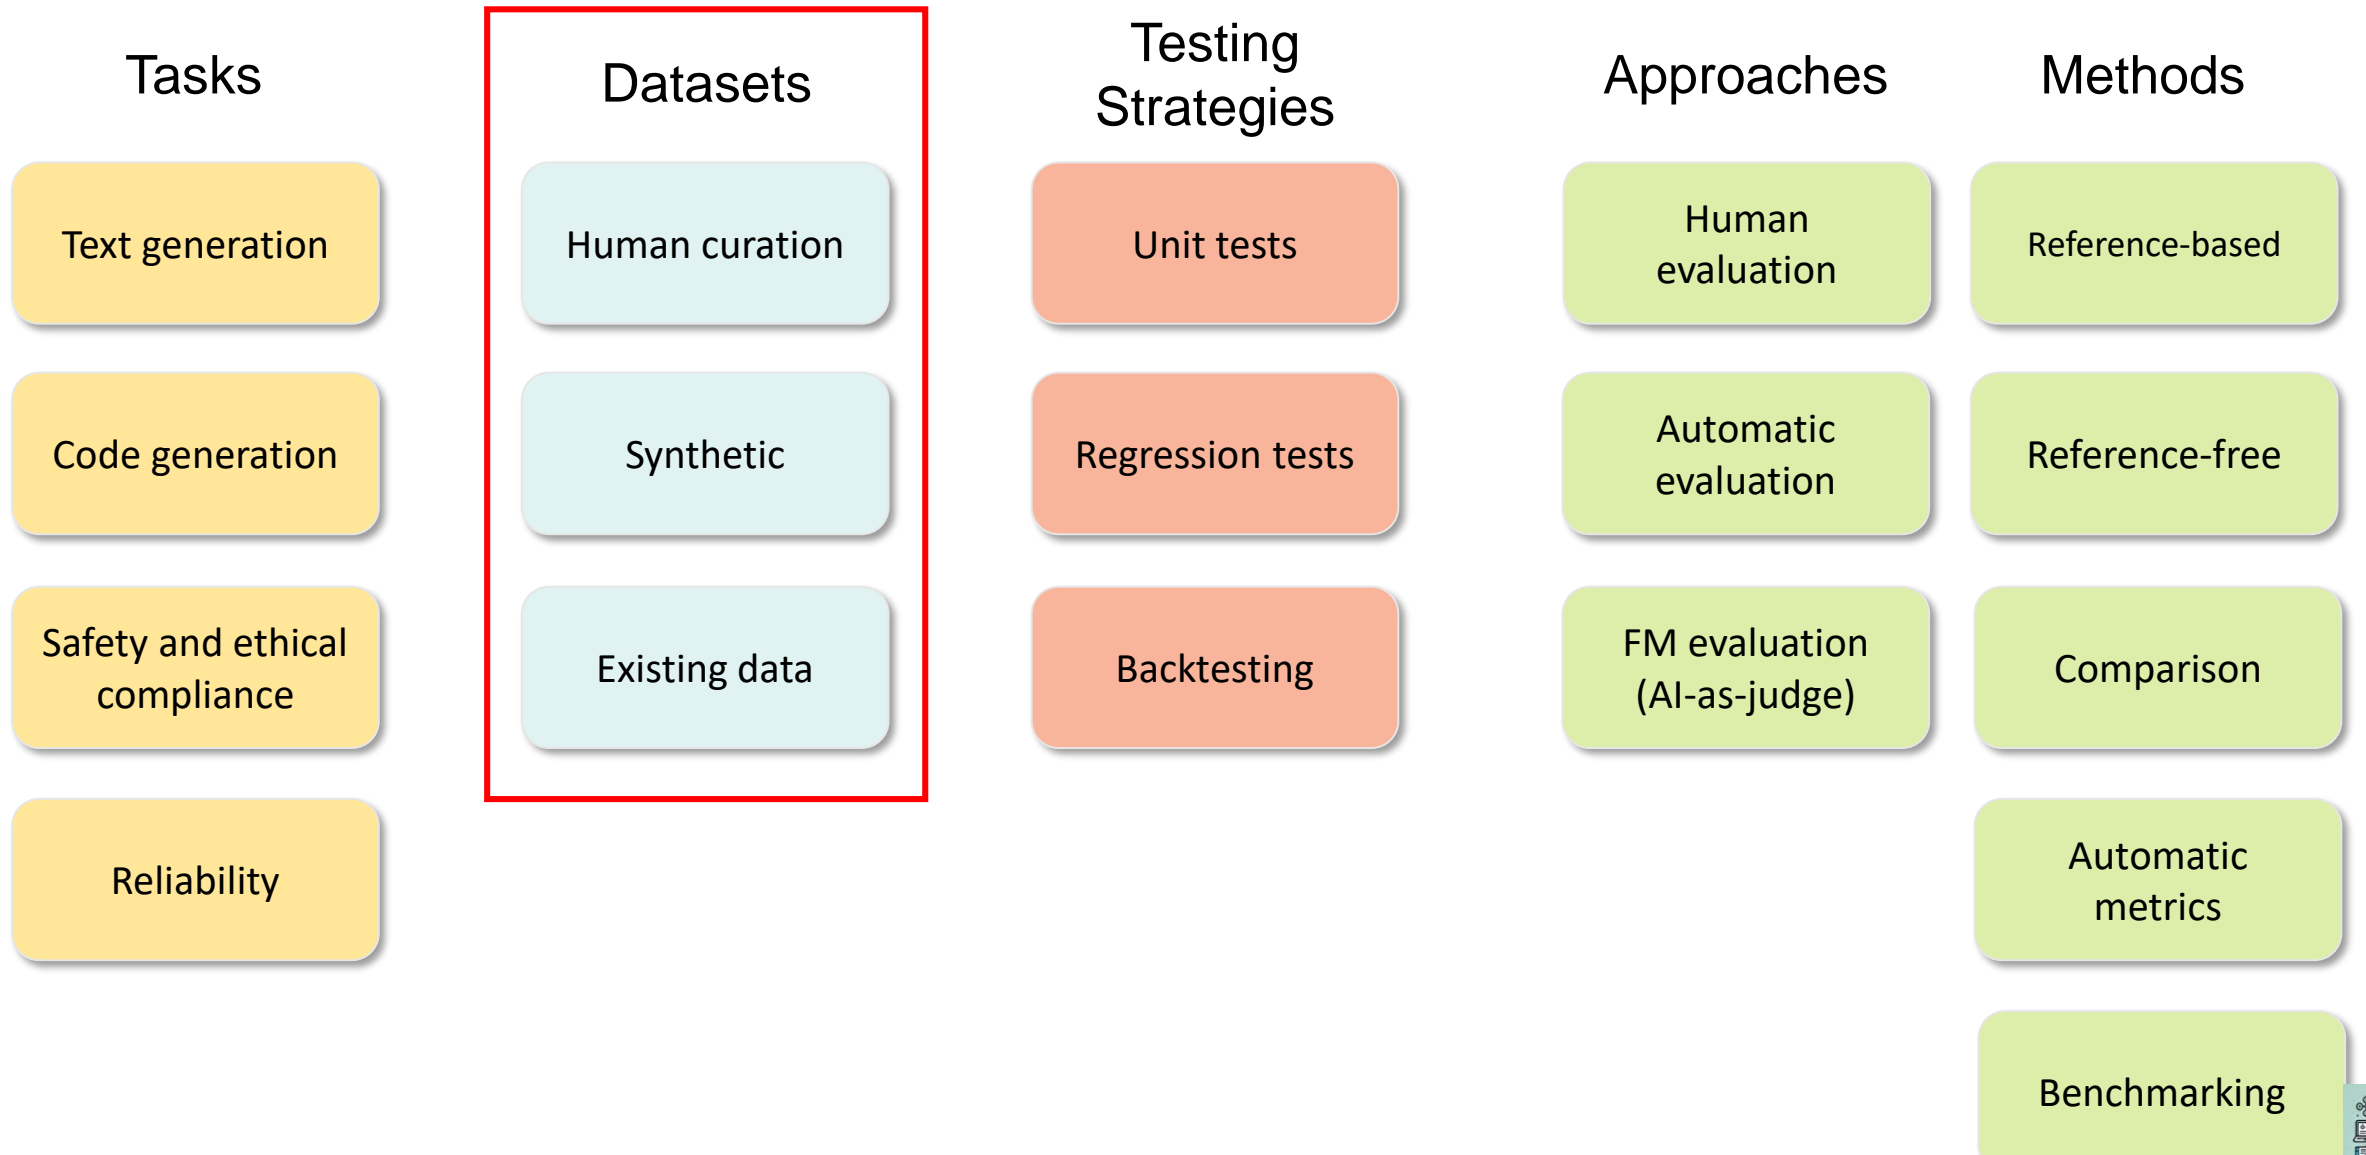 Tasks
Text generation
Code generation
Safety and ethical
compliance
Reliability
Datasets
Human curation
Synthetic
Existing data
Testing
Strategies
Unit tests
Regression tests
Backtesting
Approaches
Human
evaluation
Automatic
evaluation
FM evaluation
(AI-as-judge)
Methods
Reference-based
Reference-free
Comparison
Automatic
metrics
Benchmarking